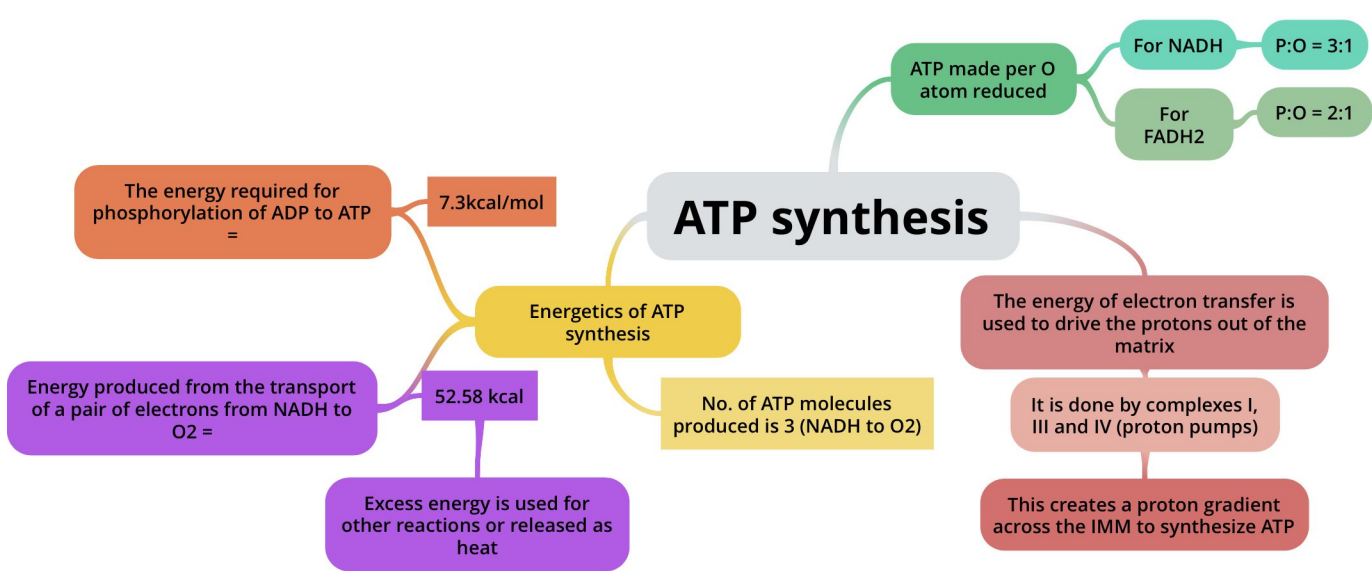 ATP synthesis
ATP made per O
atom reduced
For NADH
P:O = 3:1
For
FADH2
P:O = 2:1
The energy required for
phosphorylation of ADP to ATP
=
7.3kcal/mol
Energetics of ATP
synthesis
Energy produced from the transport
of a pair of electrons from NADH to
O2 =
52.58 kcal
Excess energy is used for
other reactions or released as
heat
No. of ATP molecules
produced is 3 (NADH to O2)
The energy of electron transfer is
used to drive the protons out of the
matrix
It is done by complexes I,
III and IV (proton pumps)
This creates a proton gradient
across the IMM to synthesize ATP